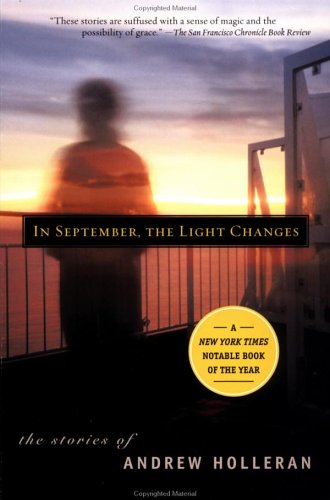 Copyrighted Material
"These stories are suffused with a sense of magic and the
possibility of grace." —The San Francisco Chronicle Book Review
IN SEPTEMBER, THE LIGHT CHANGES
A
NEW YORK TIMES
NOTABLE BOOK
OF THE YEAR
the stories of
ANDREW HOLLERAN
Copyrighted Material